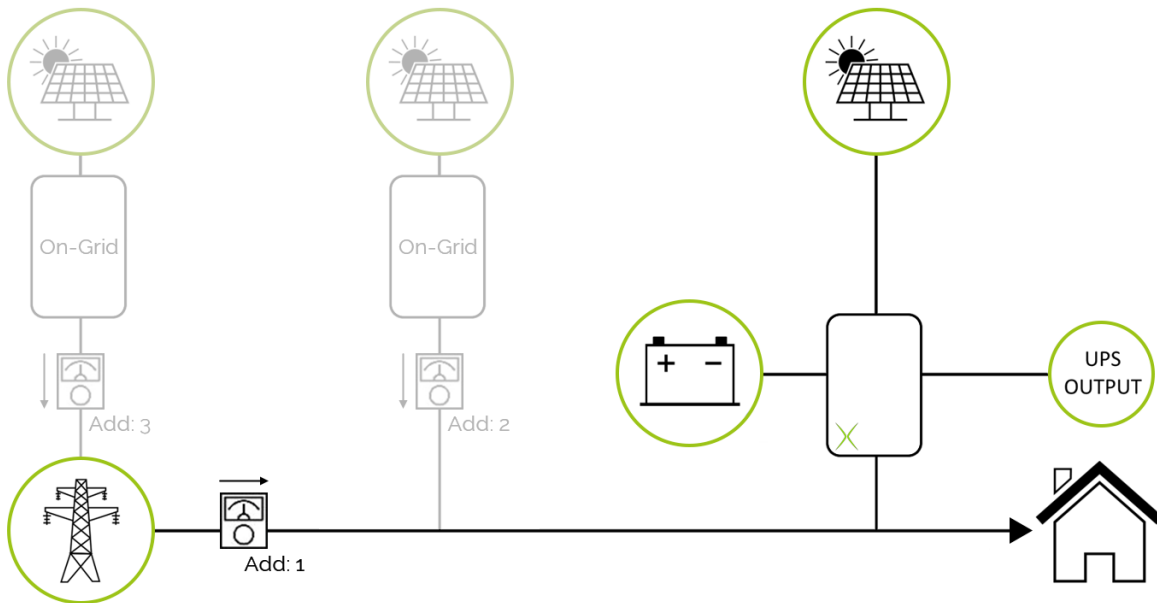 On-Grid
On-Grid
+ −
UPS
OUTPUT
Add: 3
Add: 2
X
Add: 1